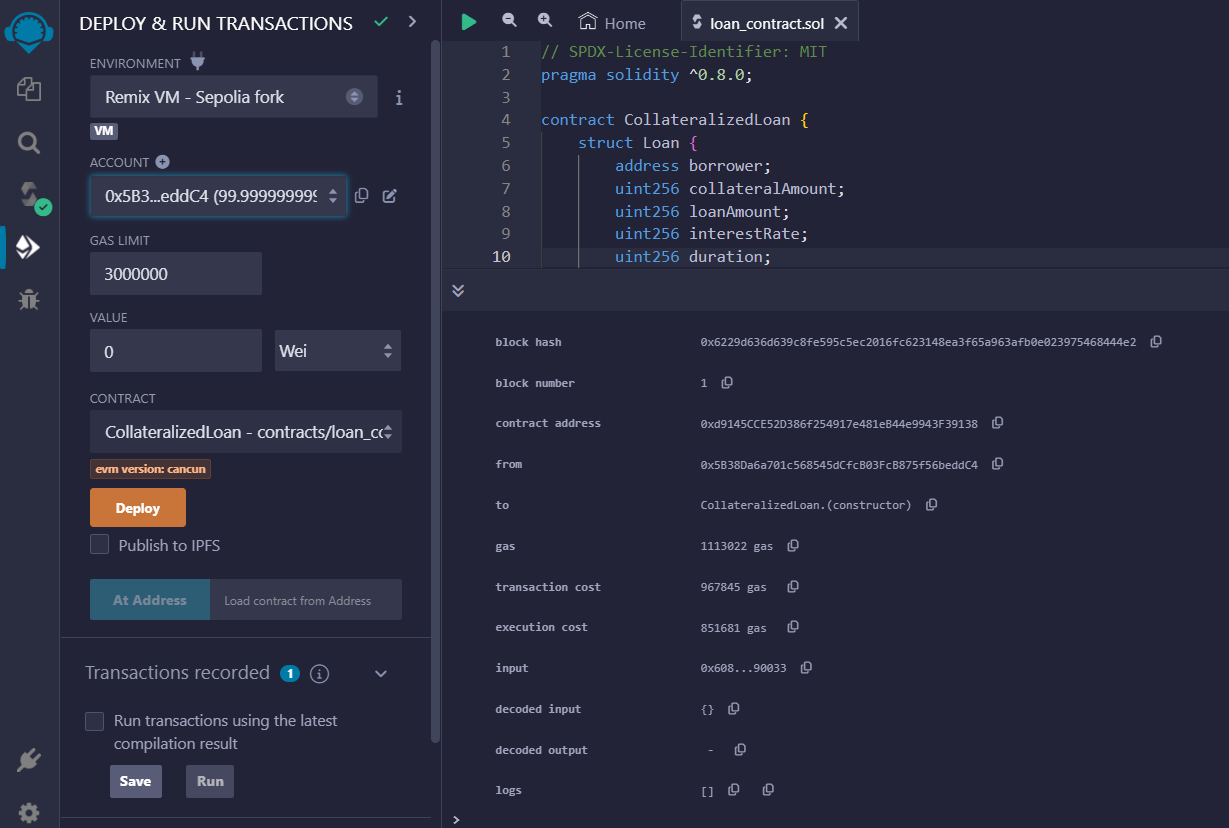 DEPLOY & RUN TRANSACTIONS
ENVIRONMENT
Remix VM - Sepolia fork
i
VM
ACCOUNT
0x5B3...eddC4 (99.999999999
GAS LIMIT
3000000
VALUE
0
Wei
CONTRACT
CollateralizedLoan - contracts/loan_cc
evm version: cancun
Deploy
Publish to IPFS
At Address
Load contract from Address
Transactions recorded 1 i
Run transactions using the latest
compilation result
Save
Run
Home
loan_contract.sol
1 // SPDX-License-Identifier: MIT
2 pragma solidity ^0.8.0;
3
4 contract CollateralizedLoan {
5 struct Loan {
6 address borrower;
7 uint256 collateralAmount;
8 uint256 loanAmount;
9 uint256 interestRate;
10 uint256 duration;
block hash 0x6229d636d639c8fe595c5ec2016fc623148ea3f65a963afb0e023975468444e2
block number 1
contract address 0xd9145CCE52D386f254917e481eB44e9943F39138
from 0x5B38Da6a701c568545dCfcB03FcB875f56beddC4
to CollateralizedLoan.(constructor)
gas 1113022 gas
transaction cost 967845 gas
execution cost 851681 gas
input 0x608...90033
decoded input {}
decoded output -
logs []
>